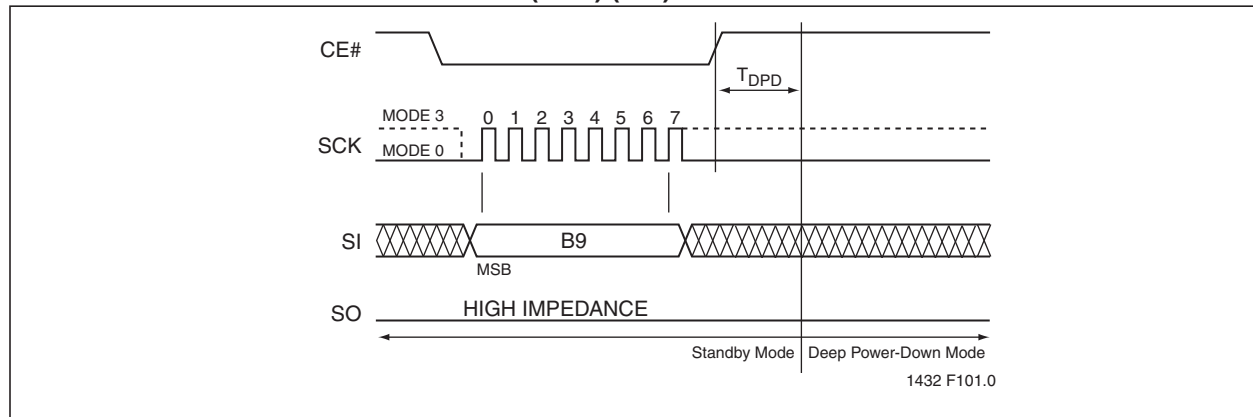 CE#
TDPD
MODE 3
0 1 2 3 4 5 6 7
SCK
MODE 0
SI
B9
MSB
SO
HIGH IMPEDANCE
Standby Mode
Deep Power-Down Mode
1432 F101.0